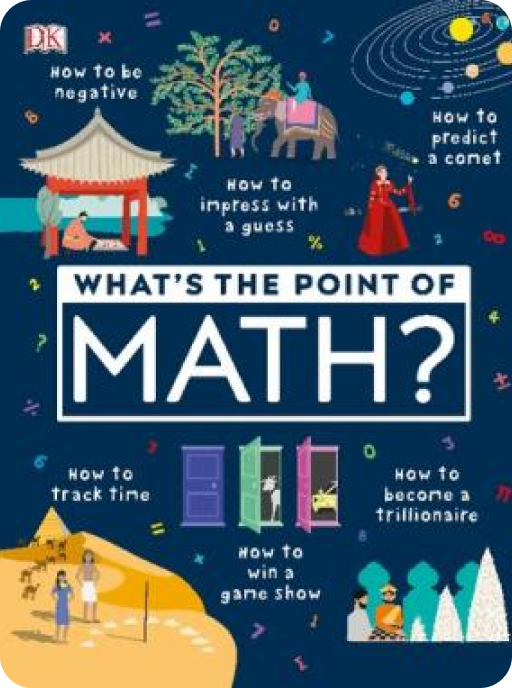 DK
How to be
negative
How to
predict
a comet
How to
impress with
a guess
WHAT'S THE POINT OF
MATH?
How to
track time
How to
become a
trillionaire
How to
win a
game show